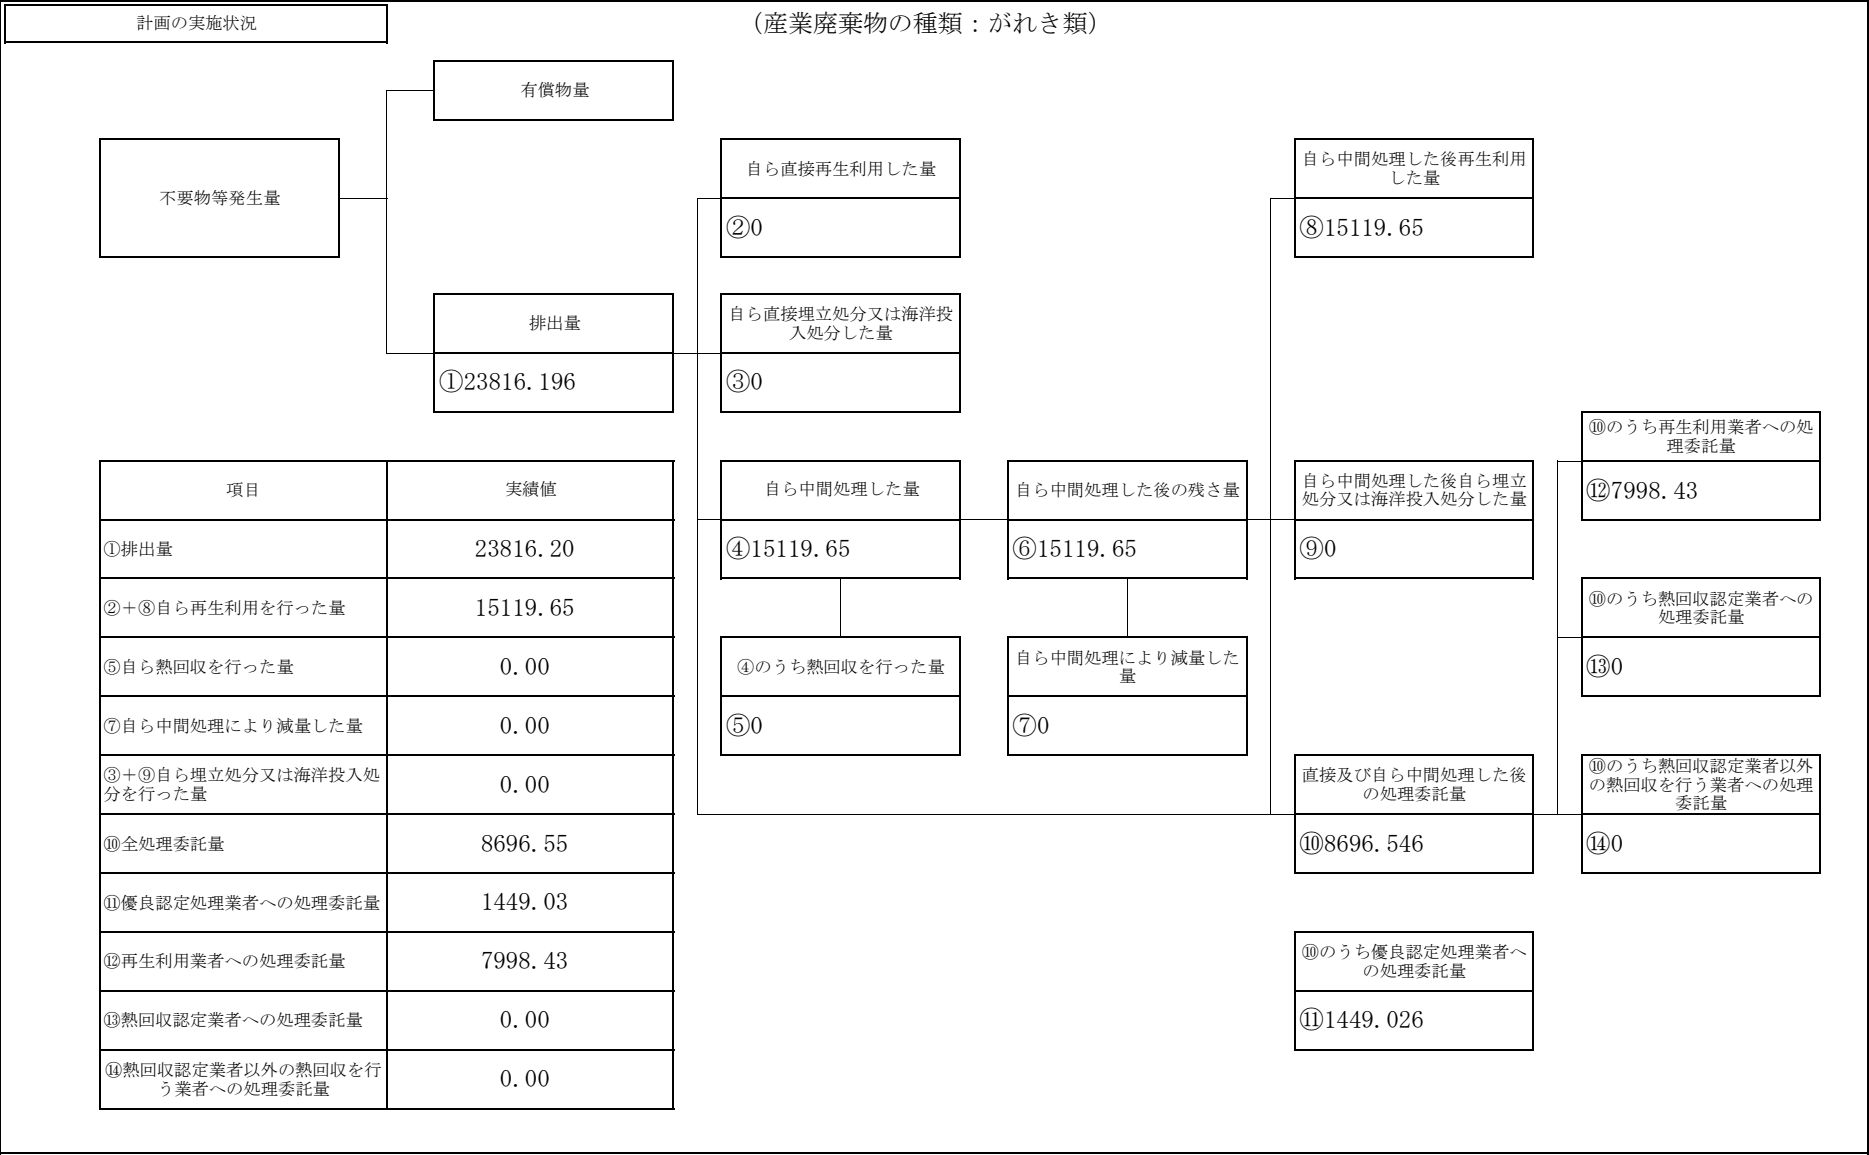 計画の実施状況
（産業廃棄物の種類：がれき類）
有償物量
不要物等発生量
自ら直接再生利用した量
②0
自ら中間処理した後再生利用
した量
⑧15119.65
排出量
①23816.196
自ら直接埋立処分又は海洋投
入処分した量
③0
⑩のうち再生利用業者への処
理委託量
⑫7998.43
自ら中間処理した量
④15119.65
自ら中間処理した後の残さ量
⑥15119.65
自ら中間処理した後自ら埋立
処分又は海洋投入処分した量
⑨0
⑩のうち熱回収認定業者への
処理委託量
⑬0
④のうち熱回収を行った量
⑤0
自ら中間処理により減量した
量
⑦0
直接及び自ら中間処理した後
の処理委託量
⑩8696.546
⑩のうち熱回収認定業者以外
の熱回収を行う業者への処理
委託量
⑭0
⑩のうち優良認定処理業者へ
の処理委託量
⑪1449.026
項目 実績値
①排出量 23816.20
②＋⑧自ら再生利用を行った量 15119.65
⑤自ら熱回収を行った量 0.00
⑦自ら中間処理により減量した量 0.00
③＋⑨自ら埋立処分又は海洋投入処
分を行った量 0.00
⑩全処理委託量 8696.55
⑪優良認定処理業者への処理委託量 1449.03
⑫再生利用業者への処理委託量 7998.43
⑬熱回収認定業者への処理委託量 0.00
⑭熱回収認定業者以外の熱回収を行
う業者への処理委託量 0.00